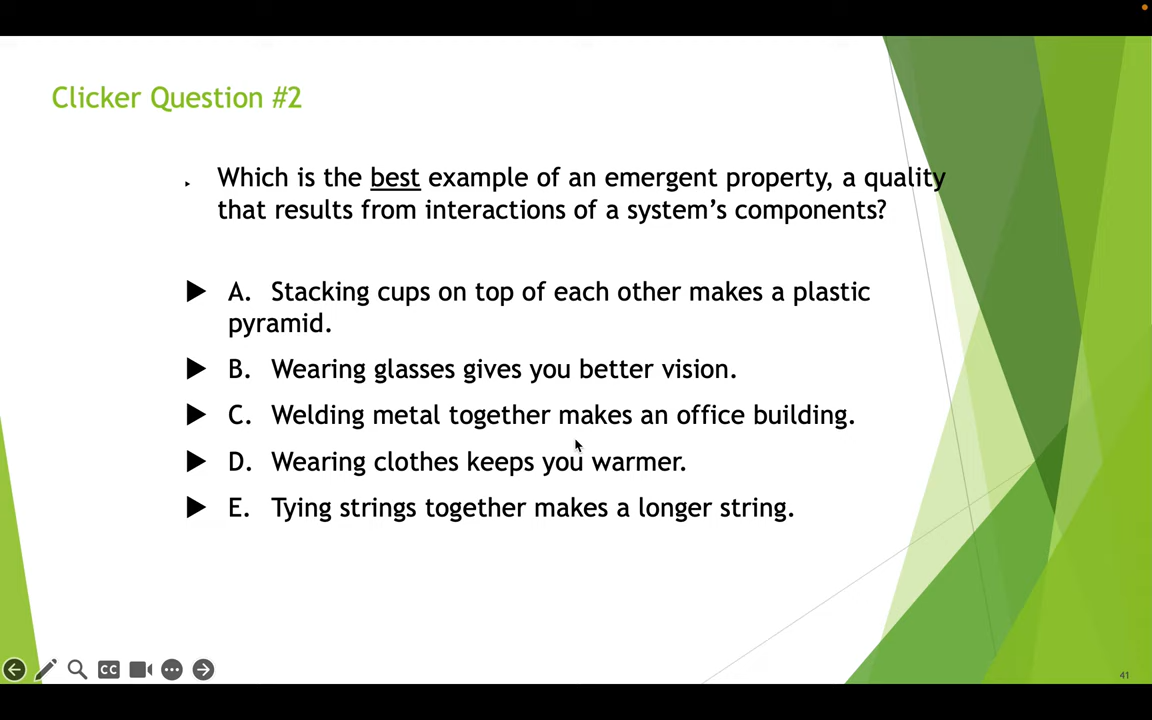 Clicker Question #2
Which is the best example of an emergent property, a quality
that results from interactions of a system’s components?
A. Stacking cups on top of each other makes a plastic
pyramid.
B. Wearing glasses gives you better vision.
C. Welding metal together makes an office building.
D. Wearing clothes keeps you warmer.
E. Tying strings together makes a longer string.
CC
41